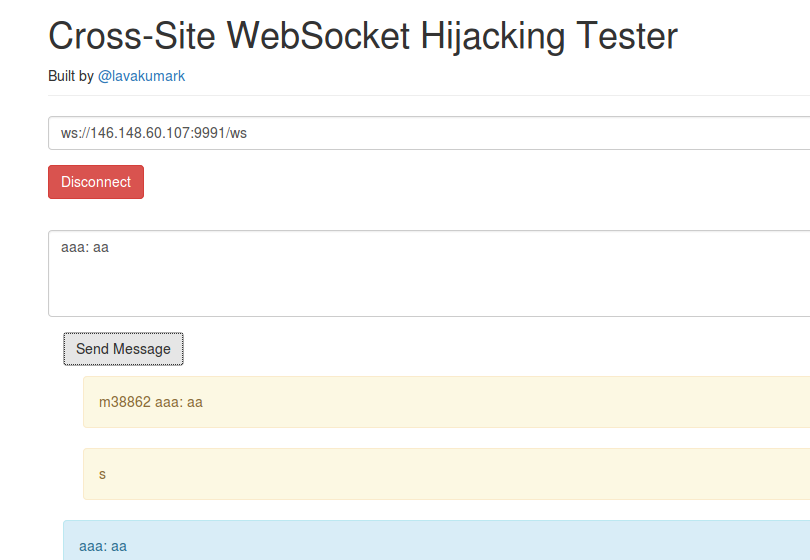 Cross-Site WebSocket Hijacking Tester
Built by @lavakumark
ws://146.148.60.107:9991/ws
Disconnect
aaa: aa
Send Message
m38862 aaa: aa
s
aaa: aa